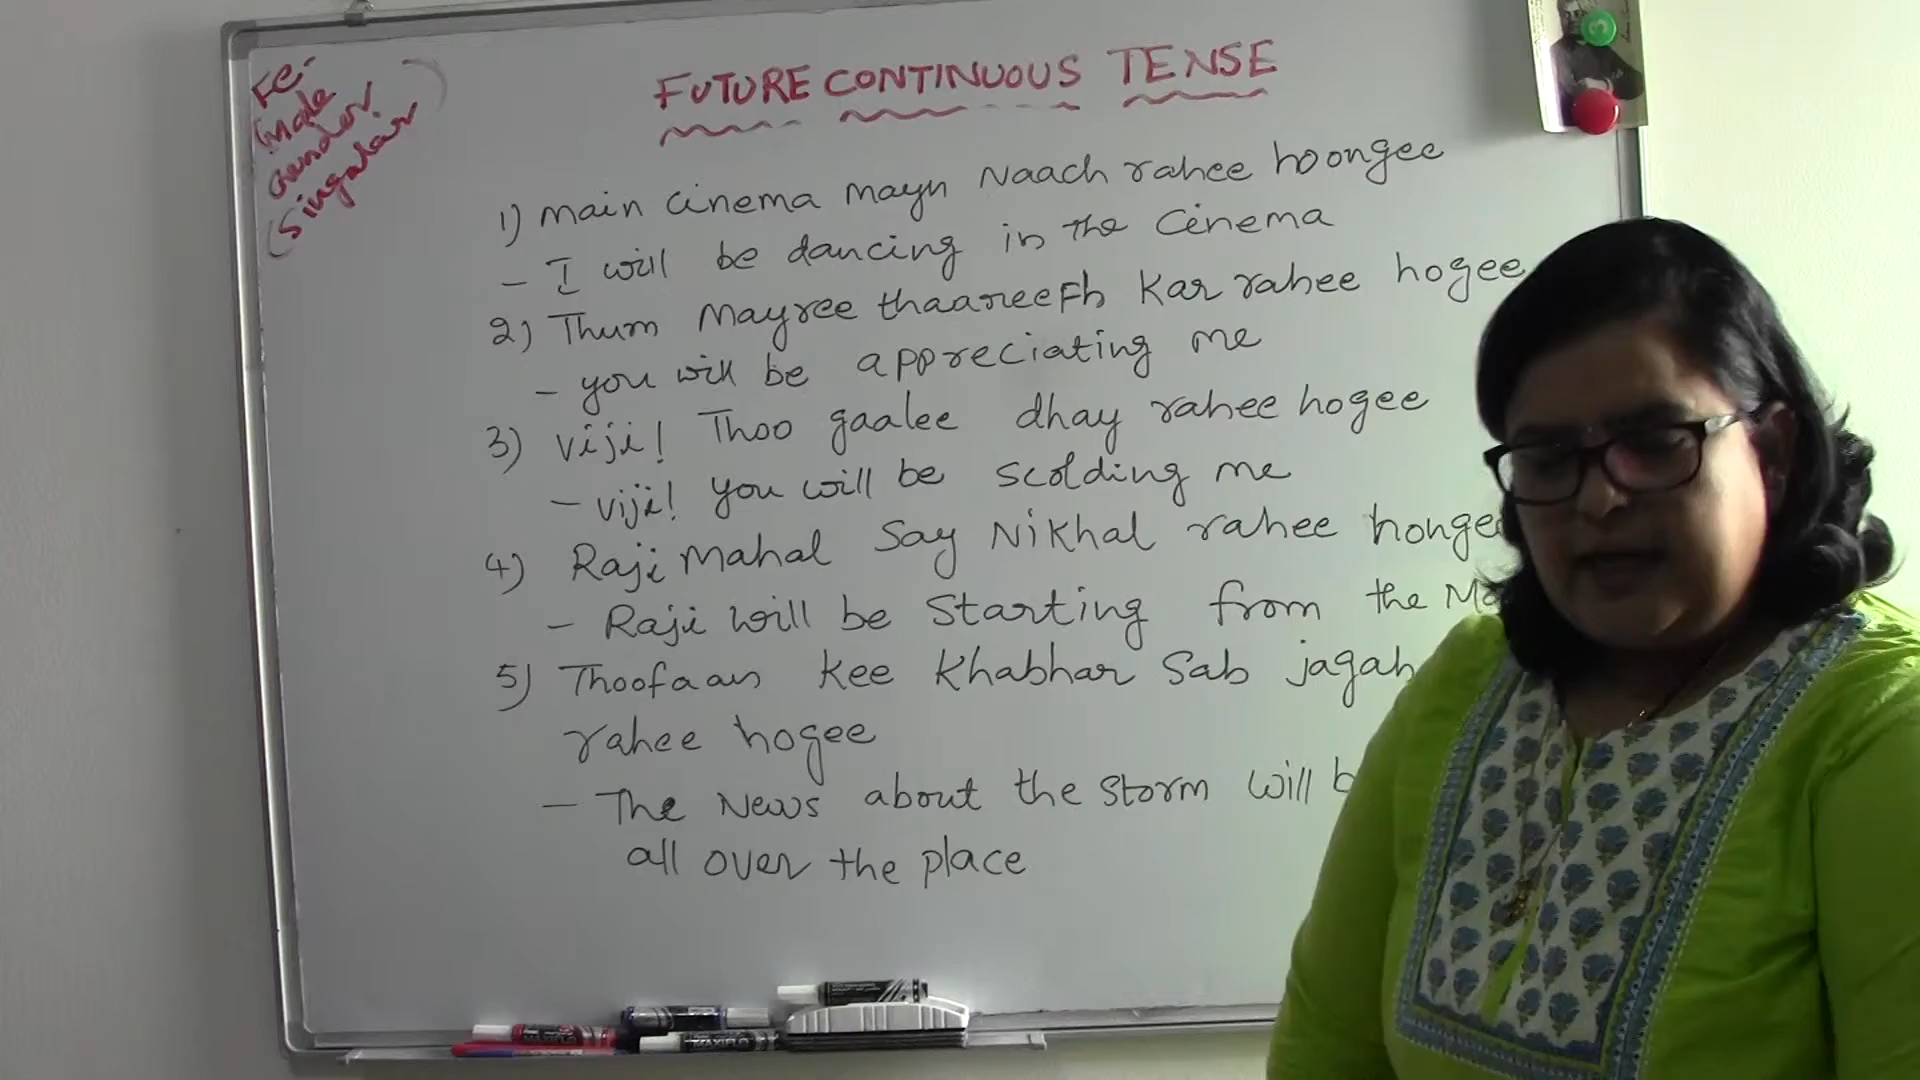 FUTURE CONTINUOUS TENSE
Fe-
male
Gender
(Singular)
1) Main Cinema Mayn Naach rahee hoongee
- I will be dancing in the Cinema
2) Thum Mayree thaareefh Kar rahee hogee
- you will be appreciating me
3) Viji! Thoo gaalee dhay rahee hogee
- Viji! you will be scolding me
4) Raji Mahal Say Nikhal rahee hongee
- Raji will be Starting from the
5) Thoofaan Kee Khabhar Sab jagah
rahee hogee
- The News about the Storm will
all over the place
MAXIFLO